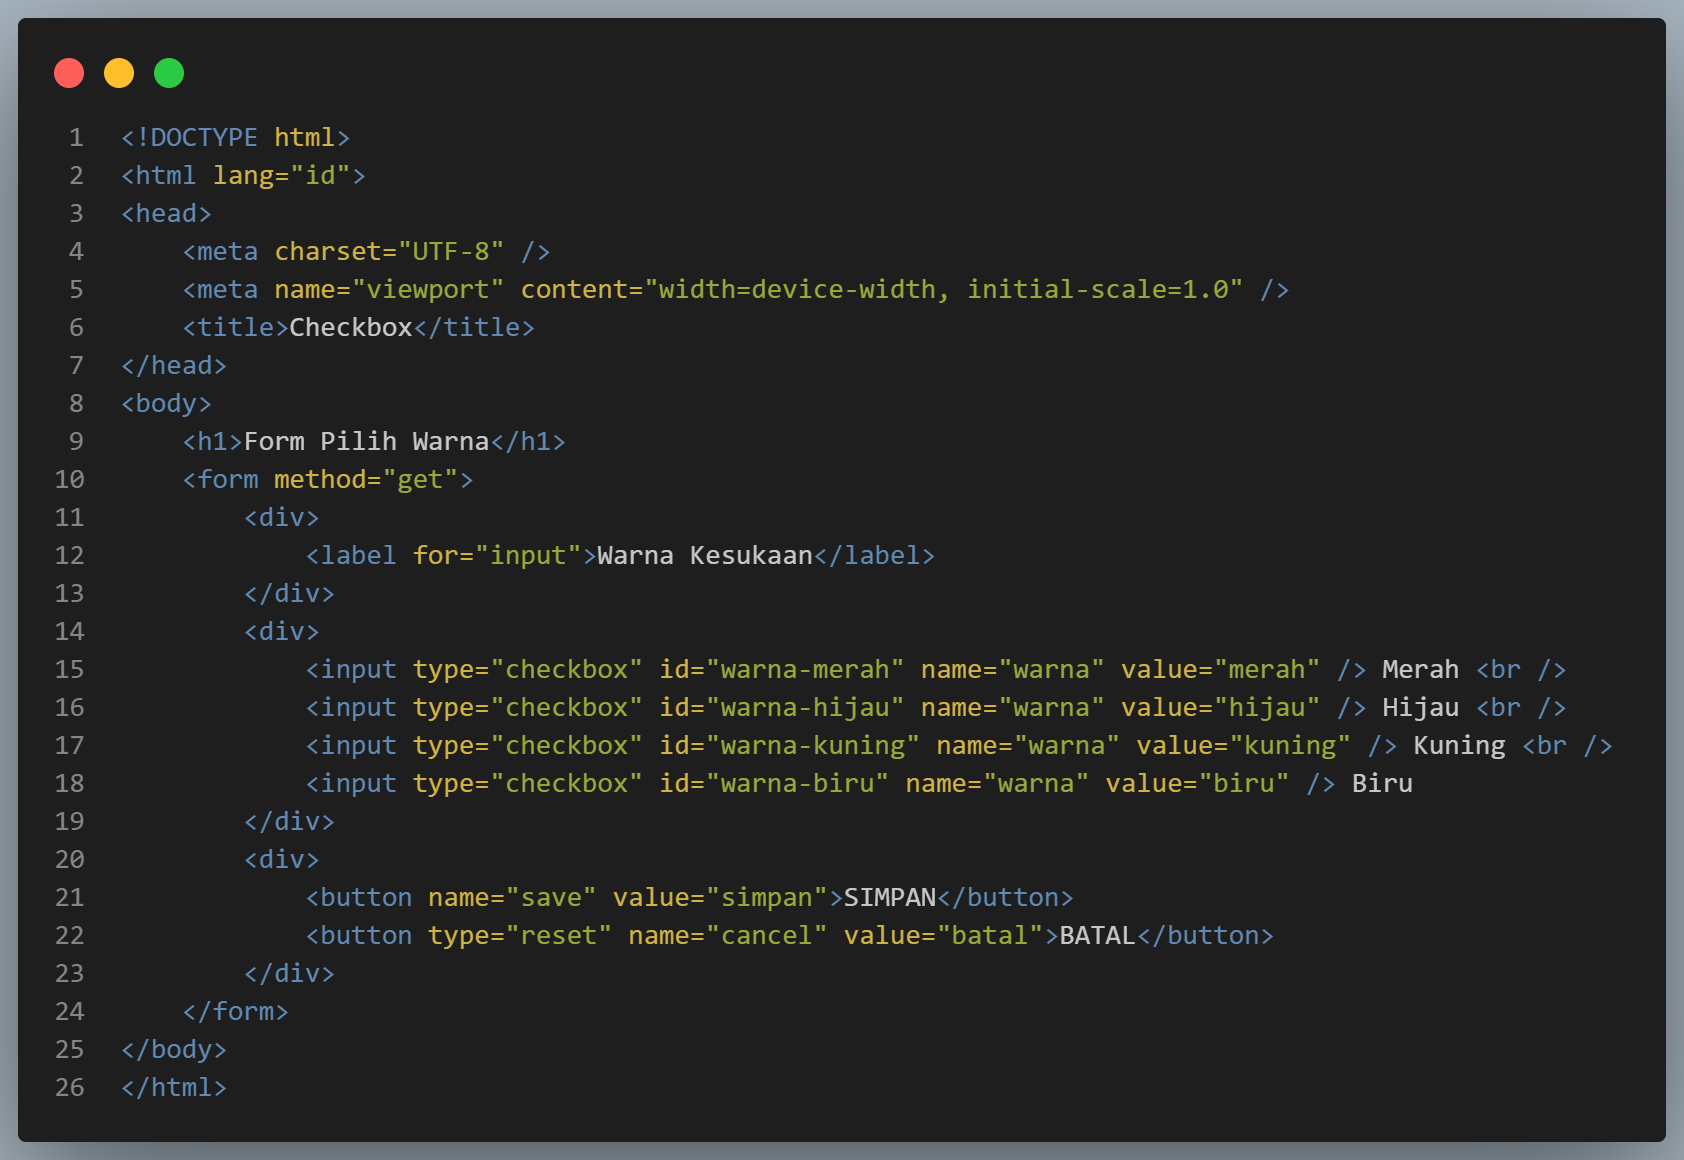 1 <!DOCTYPE html>
2 <html lang="id">
3 <head>
4     <meta charset="UTF-8" />
5     <meta name="viewport" content="width=device-width, initial-scale=1.0" />
6     <title>Checkbox</title>
7 </head>
8 <body>
9     <h1>Form Pilih Warna</h1>
10     <form method="get">
11         <div>
12             <label for="input">Warna Kesukaan</label>
13         </div>
14         <div>
15             <input type="checkbox" id="warna-merah" name="warna" value="merah" /> Merah <br />
16             <input type="checkbox" id="warna-hijau" name="warna" value="hijau" /> Hijau <br />
17             <input type="checkbox" id="warna-kuning" name="warna" value="kuning" /> Kuning <br />
18             <input type="checkbox" id="warna-biru" name="warna" value="biru" /> Biru
19         </div>
20         <div>
21             <button name="save" value="simpan">SIMPAN</button>
22             <button type="reset" name="cancel" value="batal">BATAL</button>
23         </div>
24     </form>
25 </body>
26 </html>